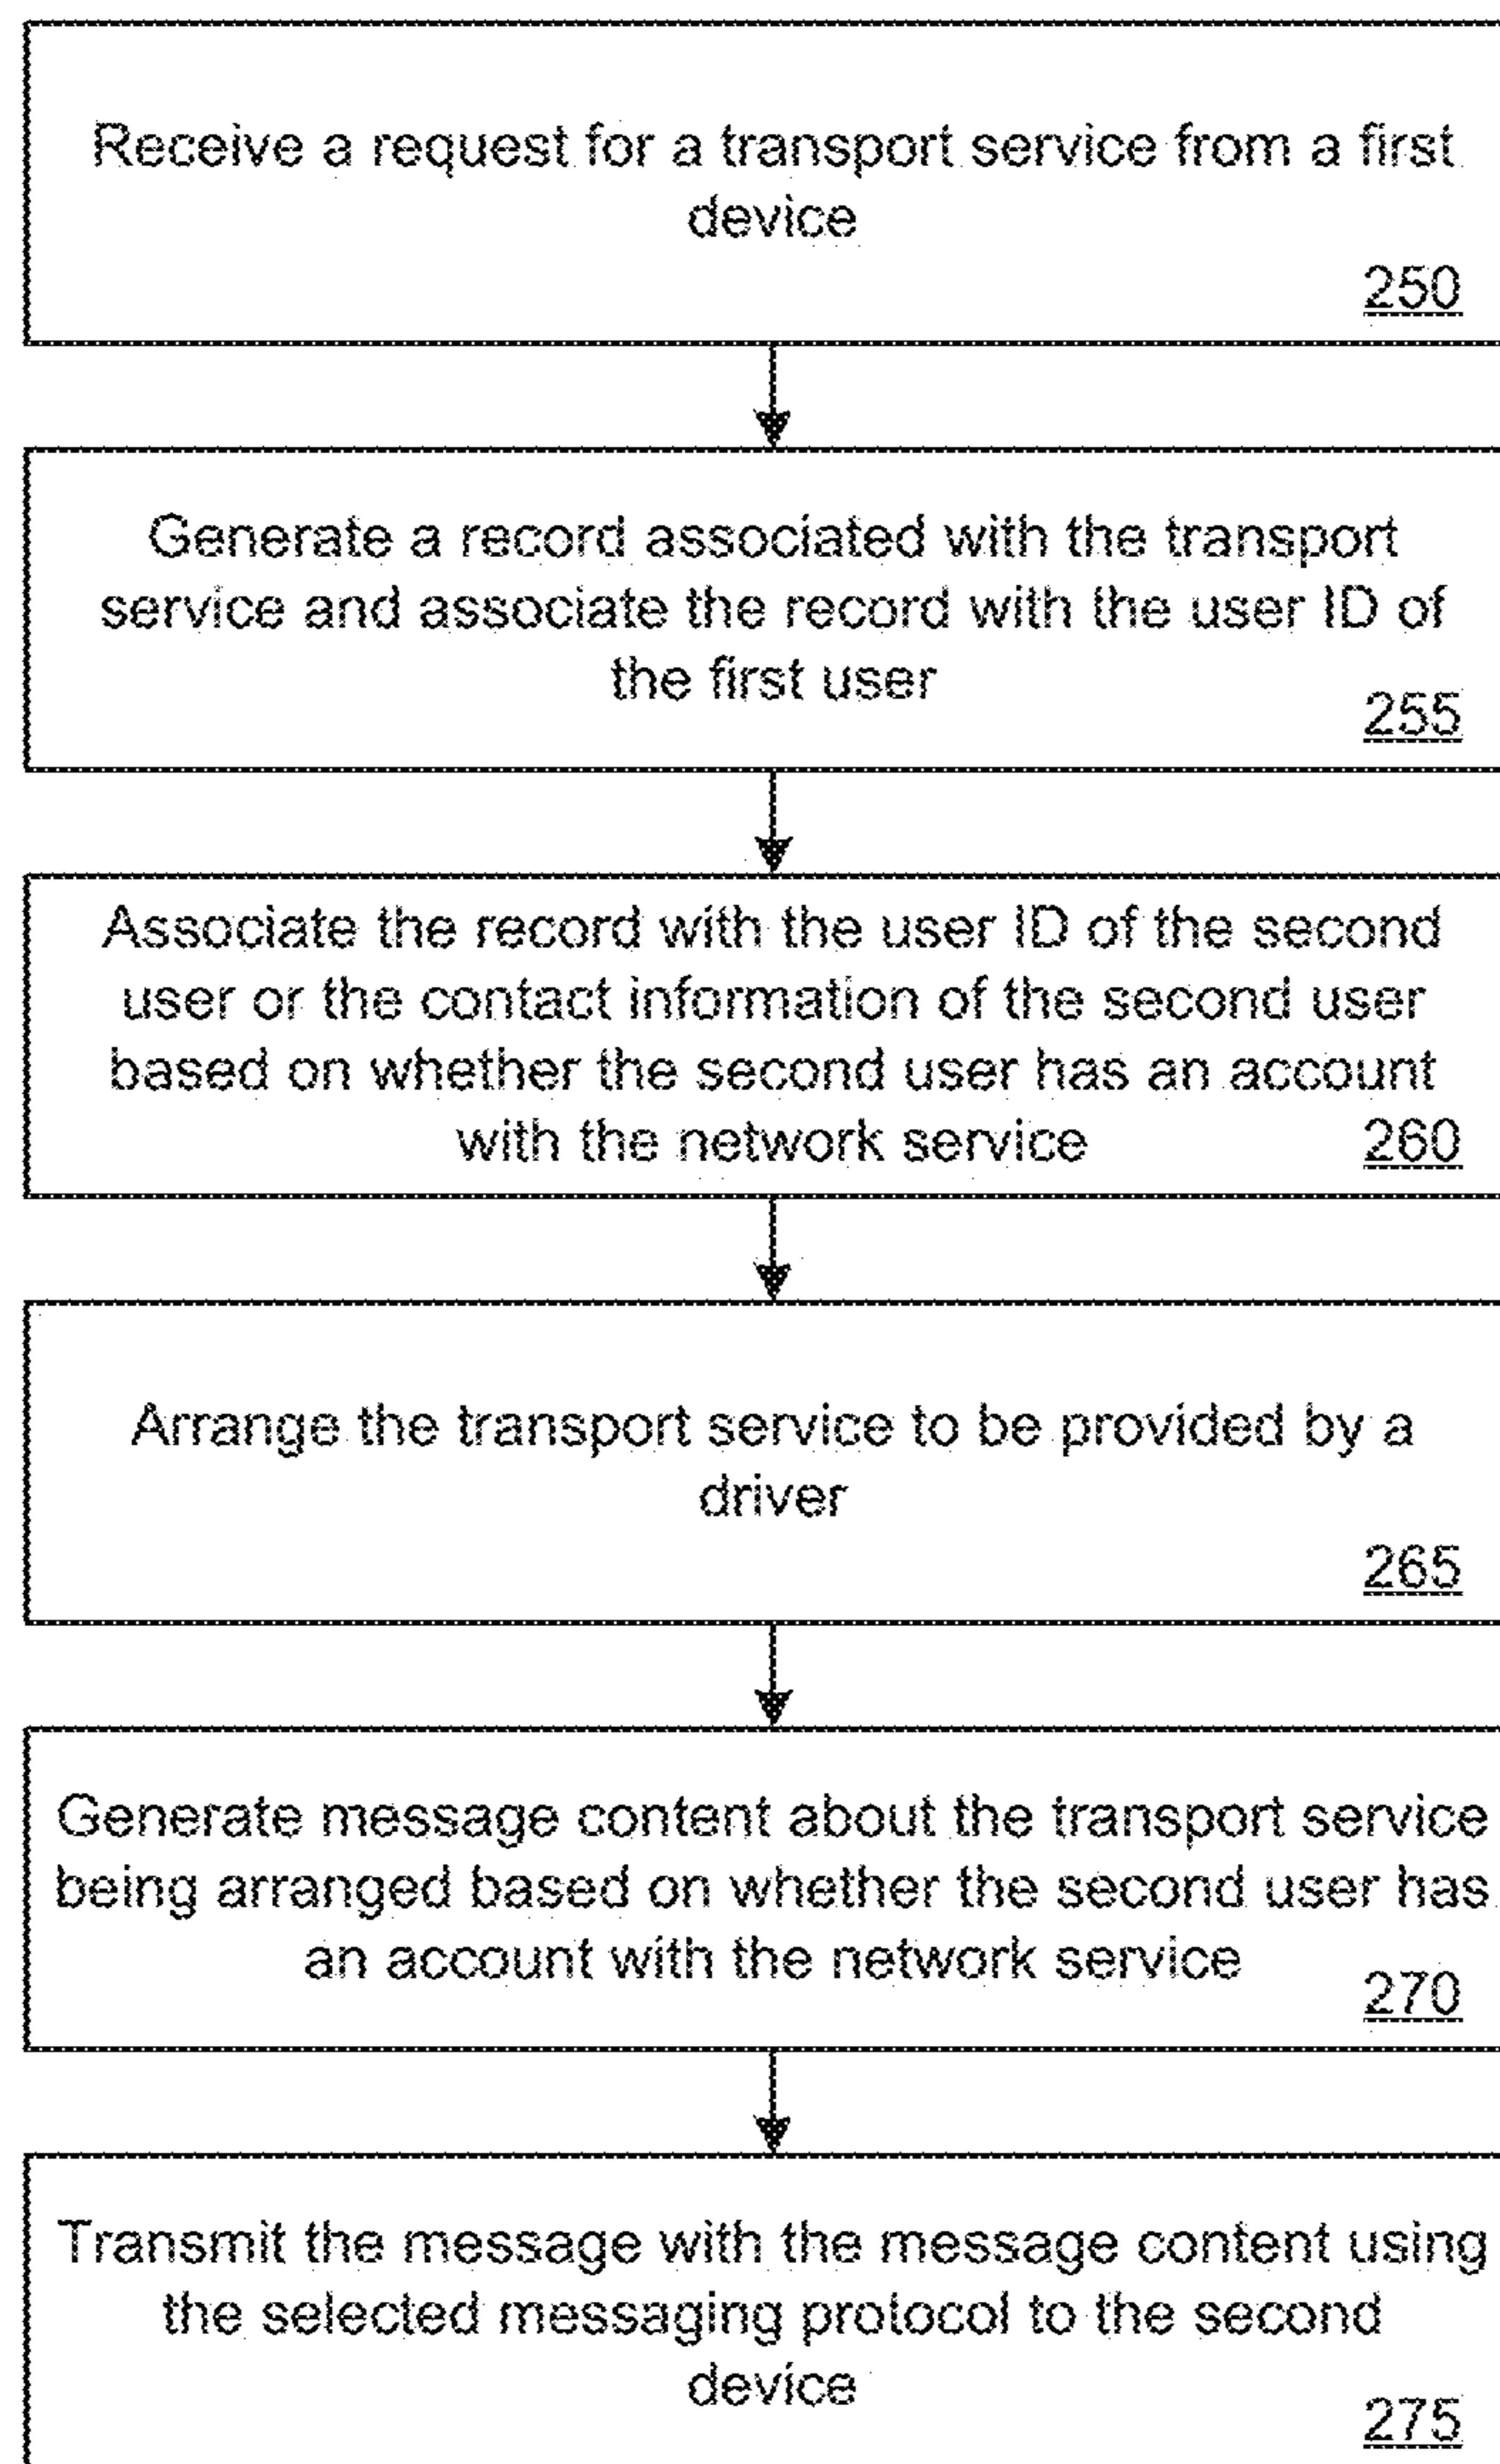 Receive a request for a transport service from a first
device
250
Generate a record associated with the transport
service and associate the record with the user ID of
the first user
255
Associate the record with the user ID of the second
user or the contact information of the second user
based on whether the second user has an account
with the network service 260
Arrange the transport service to be provided by a
driver
265
Generate message content about the transport service
being arranged based on whether the second user has
an account with the network service
270
Transmit the message with the message content using
the selected messaging protocol to the second
device
275